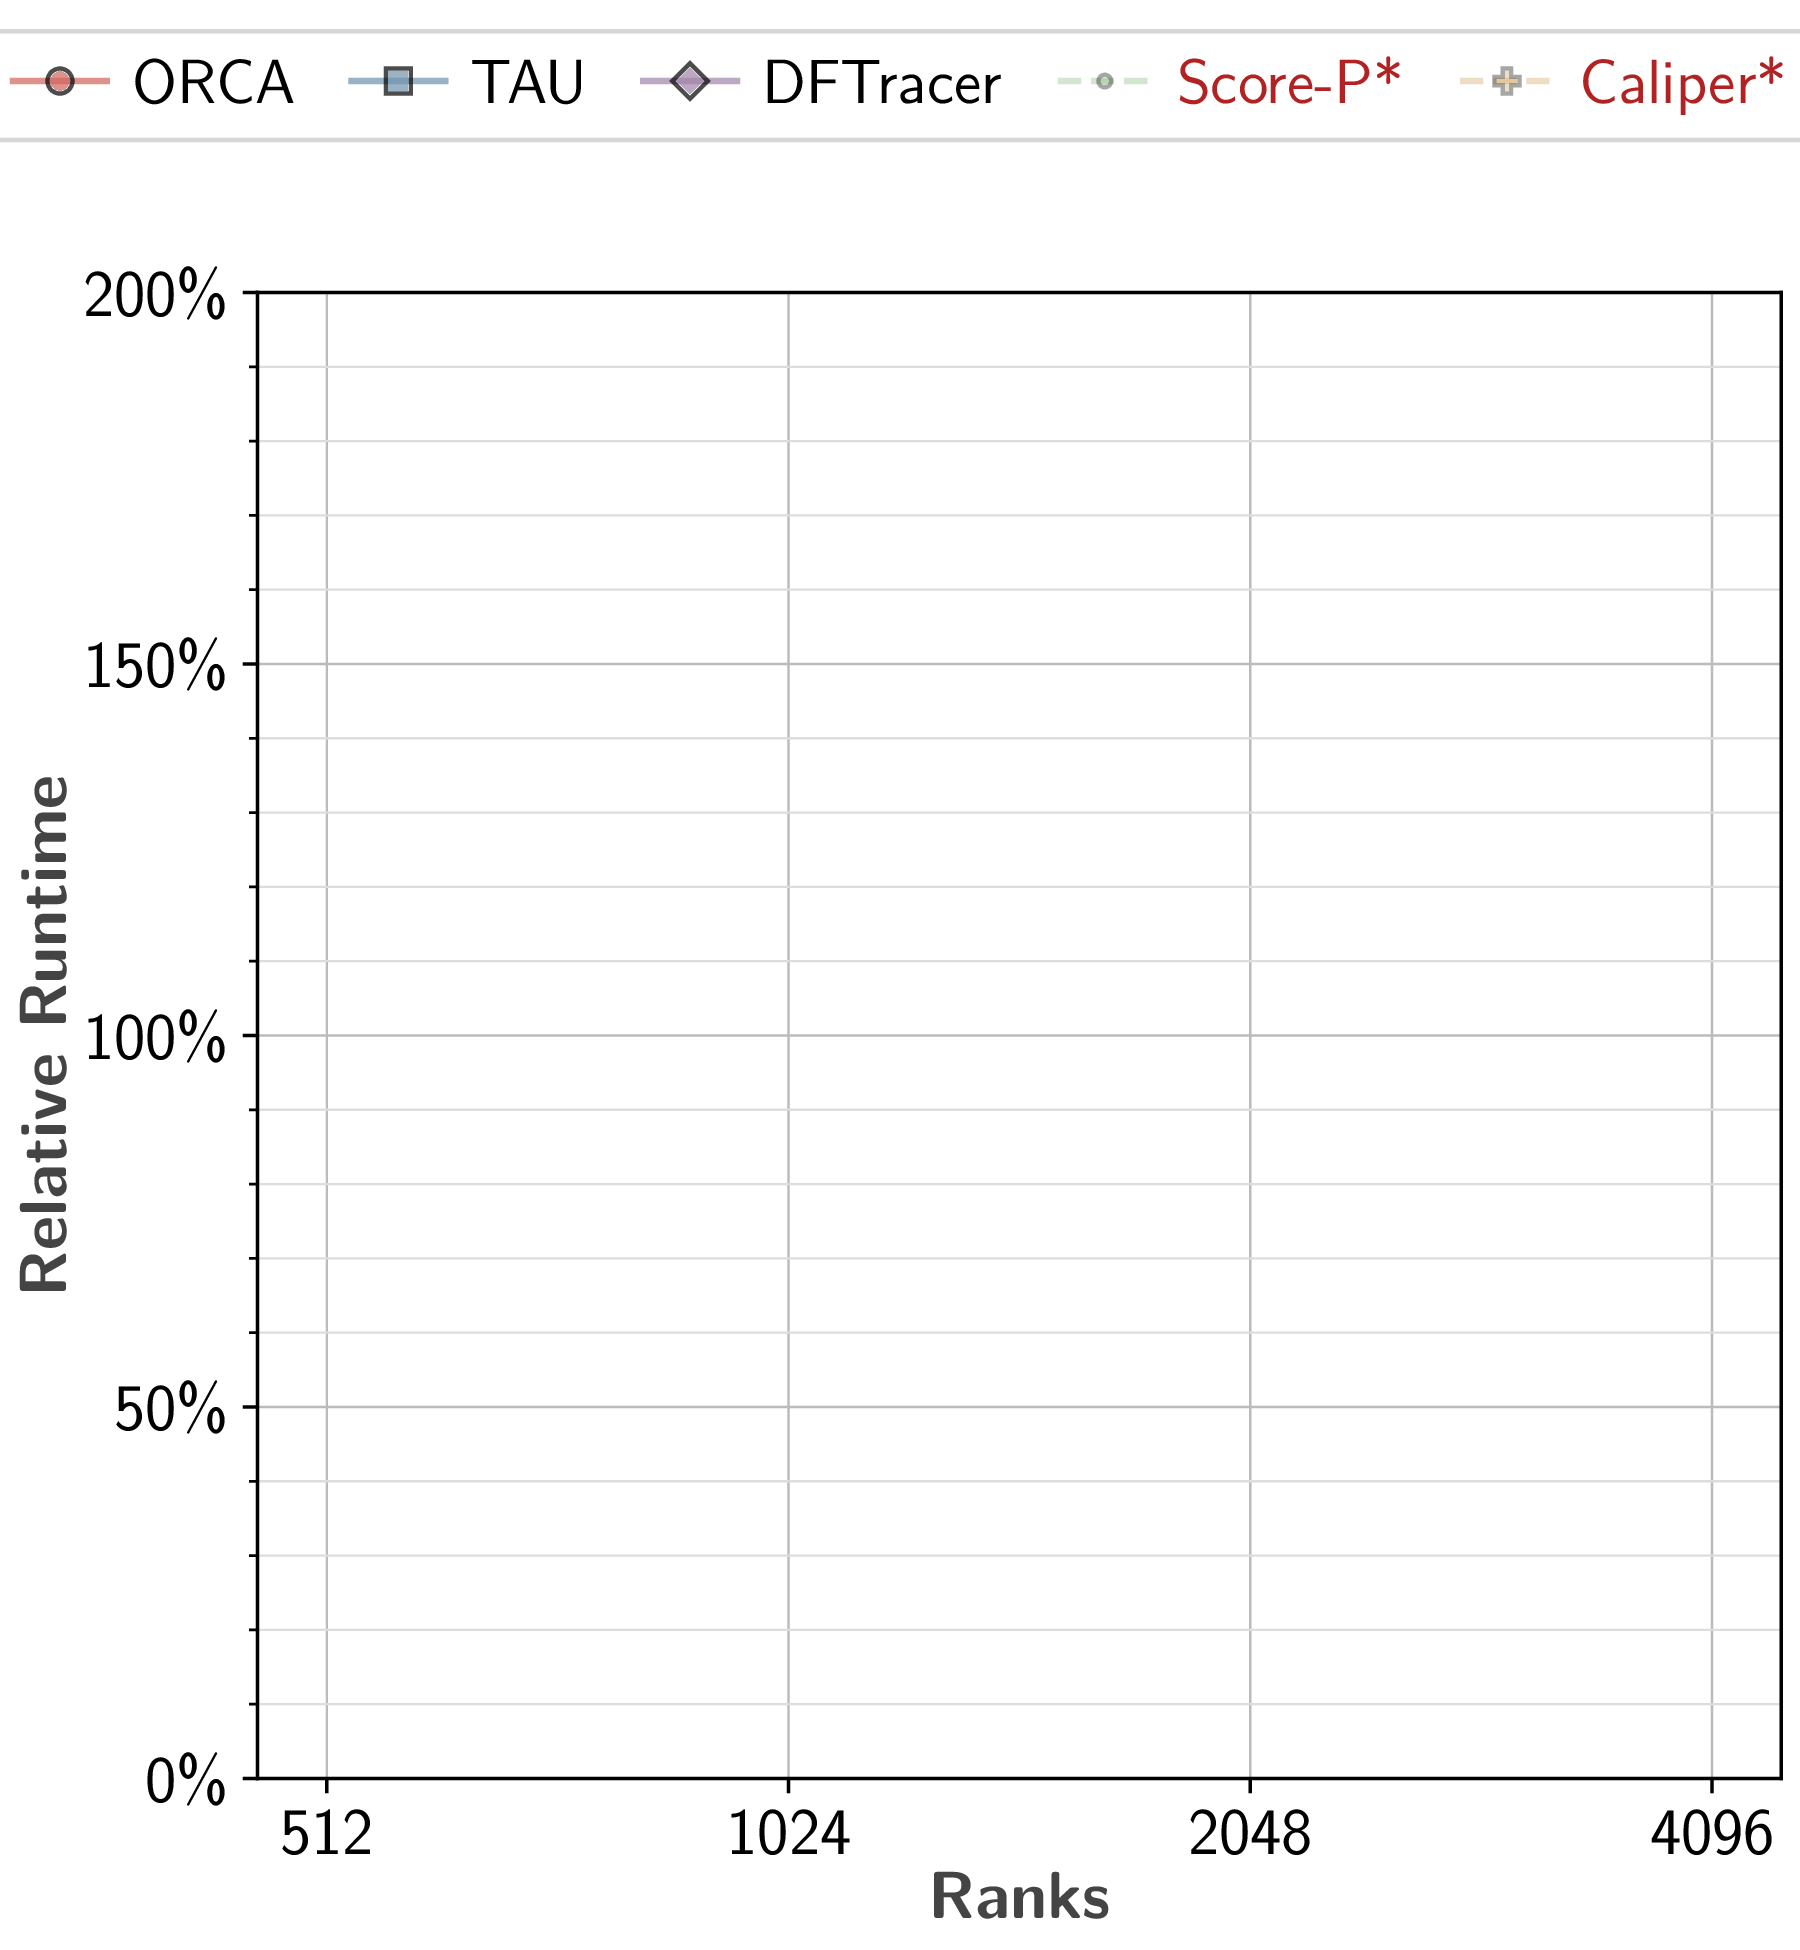 ORCA TAU DFTracer Score-P* Caliper*
200%
150%
100%
50%
0%
Relative Runtime
512 1024 2048 4096
Ranks